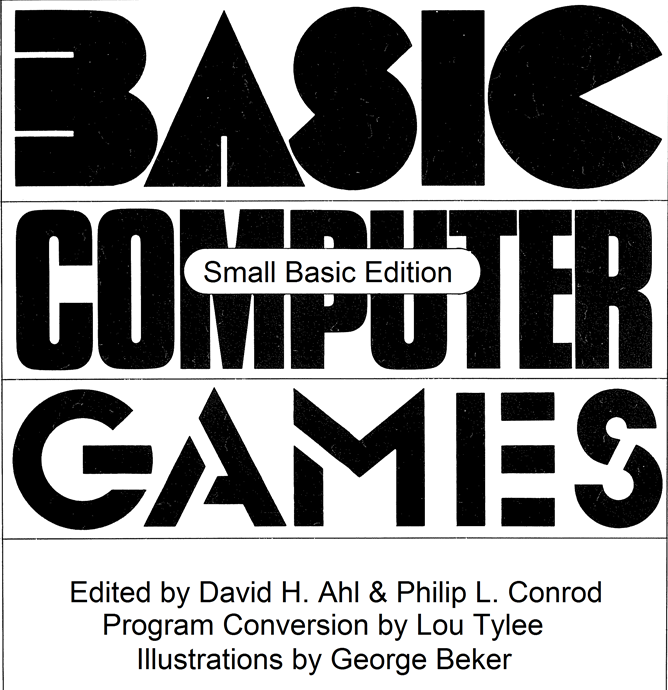 BASIC
COMPUTER
Small Basic Edition
GAMES
Edited by David H. Ahl & Philip L. Conrod
Program Conversion by Lou Tylee
Illustrations by George Beker